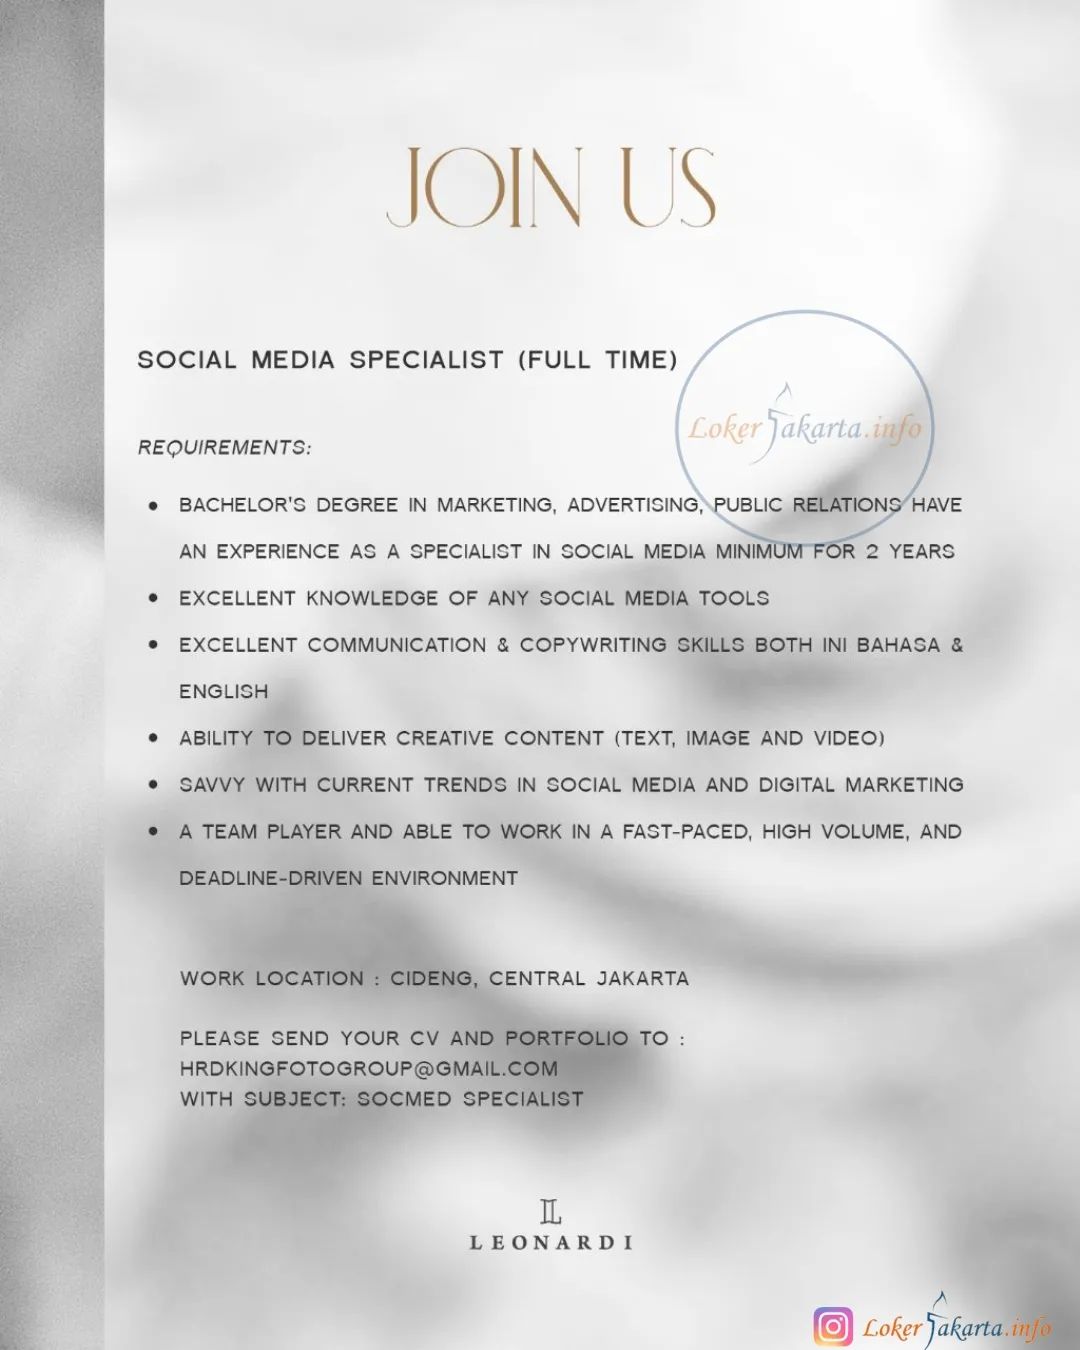 JOIN US
SOCIAL MEDIA SPECIALIST (FULL TIME)
Loker Jakarta.info
REQUIREMENTS:
• BACHELOR'S DEGREE IN MARKETING, ADVERTISING, PUBLIC RELATIONS HAVE
AN EXPERIENCE AS A SPECIALIST IN SOCIAL MEDIA MINIMUM FOR 2 YEARS
• EXCELLENT KNOWLEDGE OF ANY SOCIAL MEDIA TOOLS
• EXCELLENT COMMUNICATION & COPYWRITING SKILLS BOTH INI BAHASA &
ENGLISH
• ABILITY TO DELIVER CREATIVE CONTENT (TEXT, IMAGE AND VIDEO)
• SAVVY WITH CURRENT TRENDS IN SOCIAL MEDIA AND DIGITAL MARKETING
• A TEAM PLAYER AND ABLE TO WORK IN A FAST-PACED, HIGH VOLUME, AND
DEADLINE-DRIVEN ENVIRONMENT
WORK LOCATION : CIDENG, CENTRAL JAKARTA
PLEASE SEND YOUR CV AND PORTFOLIO TO :
HRDKINGFOTOGROUP@GMAIL.COM
WITH SUBJECT: SOCMED SPECIALIST
LEONARDI
Loker Jakarta.info